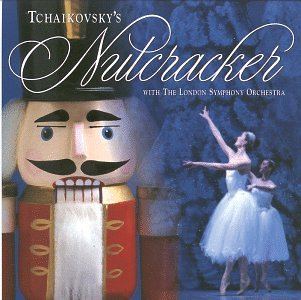 TCHAIKOVSKY'S
Nutcracker
WITH THE LONDON SYMPHONY ORCHESTRA